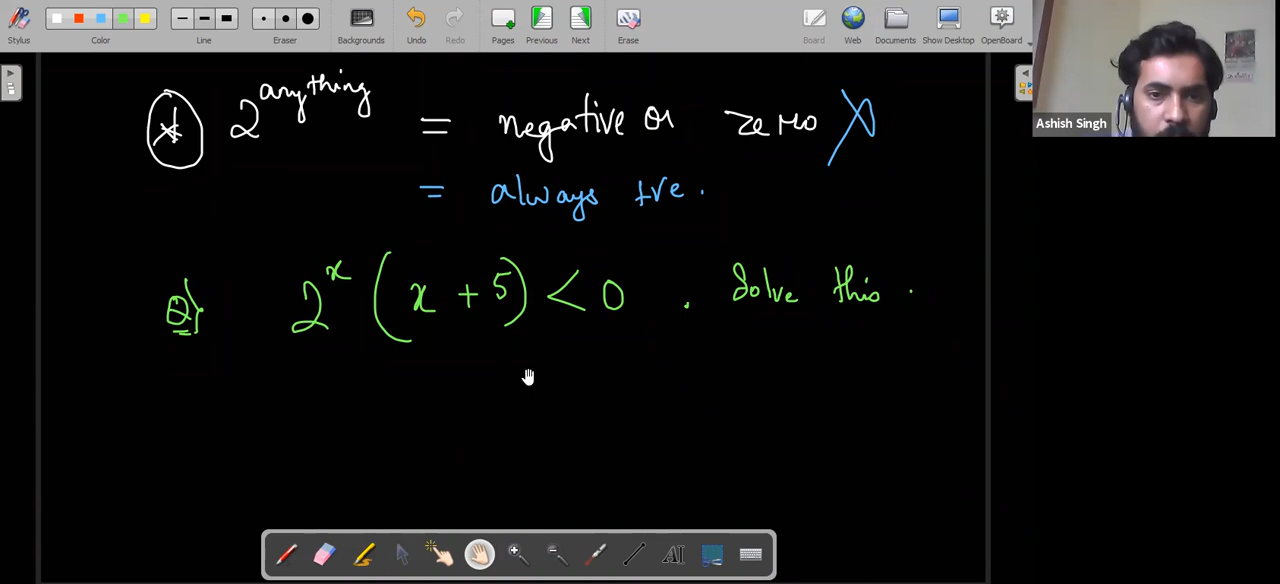 Stylus Color Line Eraser Backgrounds Undo Redo Pages Previous Next Erase Board Web Documents Show Desktop OpenBoard
Ashish Singh
2^anything = negative or zero
= always +ve.
Q) 2^x (x + 5) < 0 . Solve this .
AI